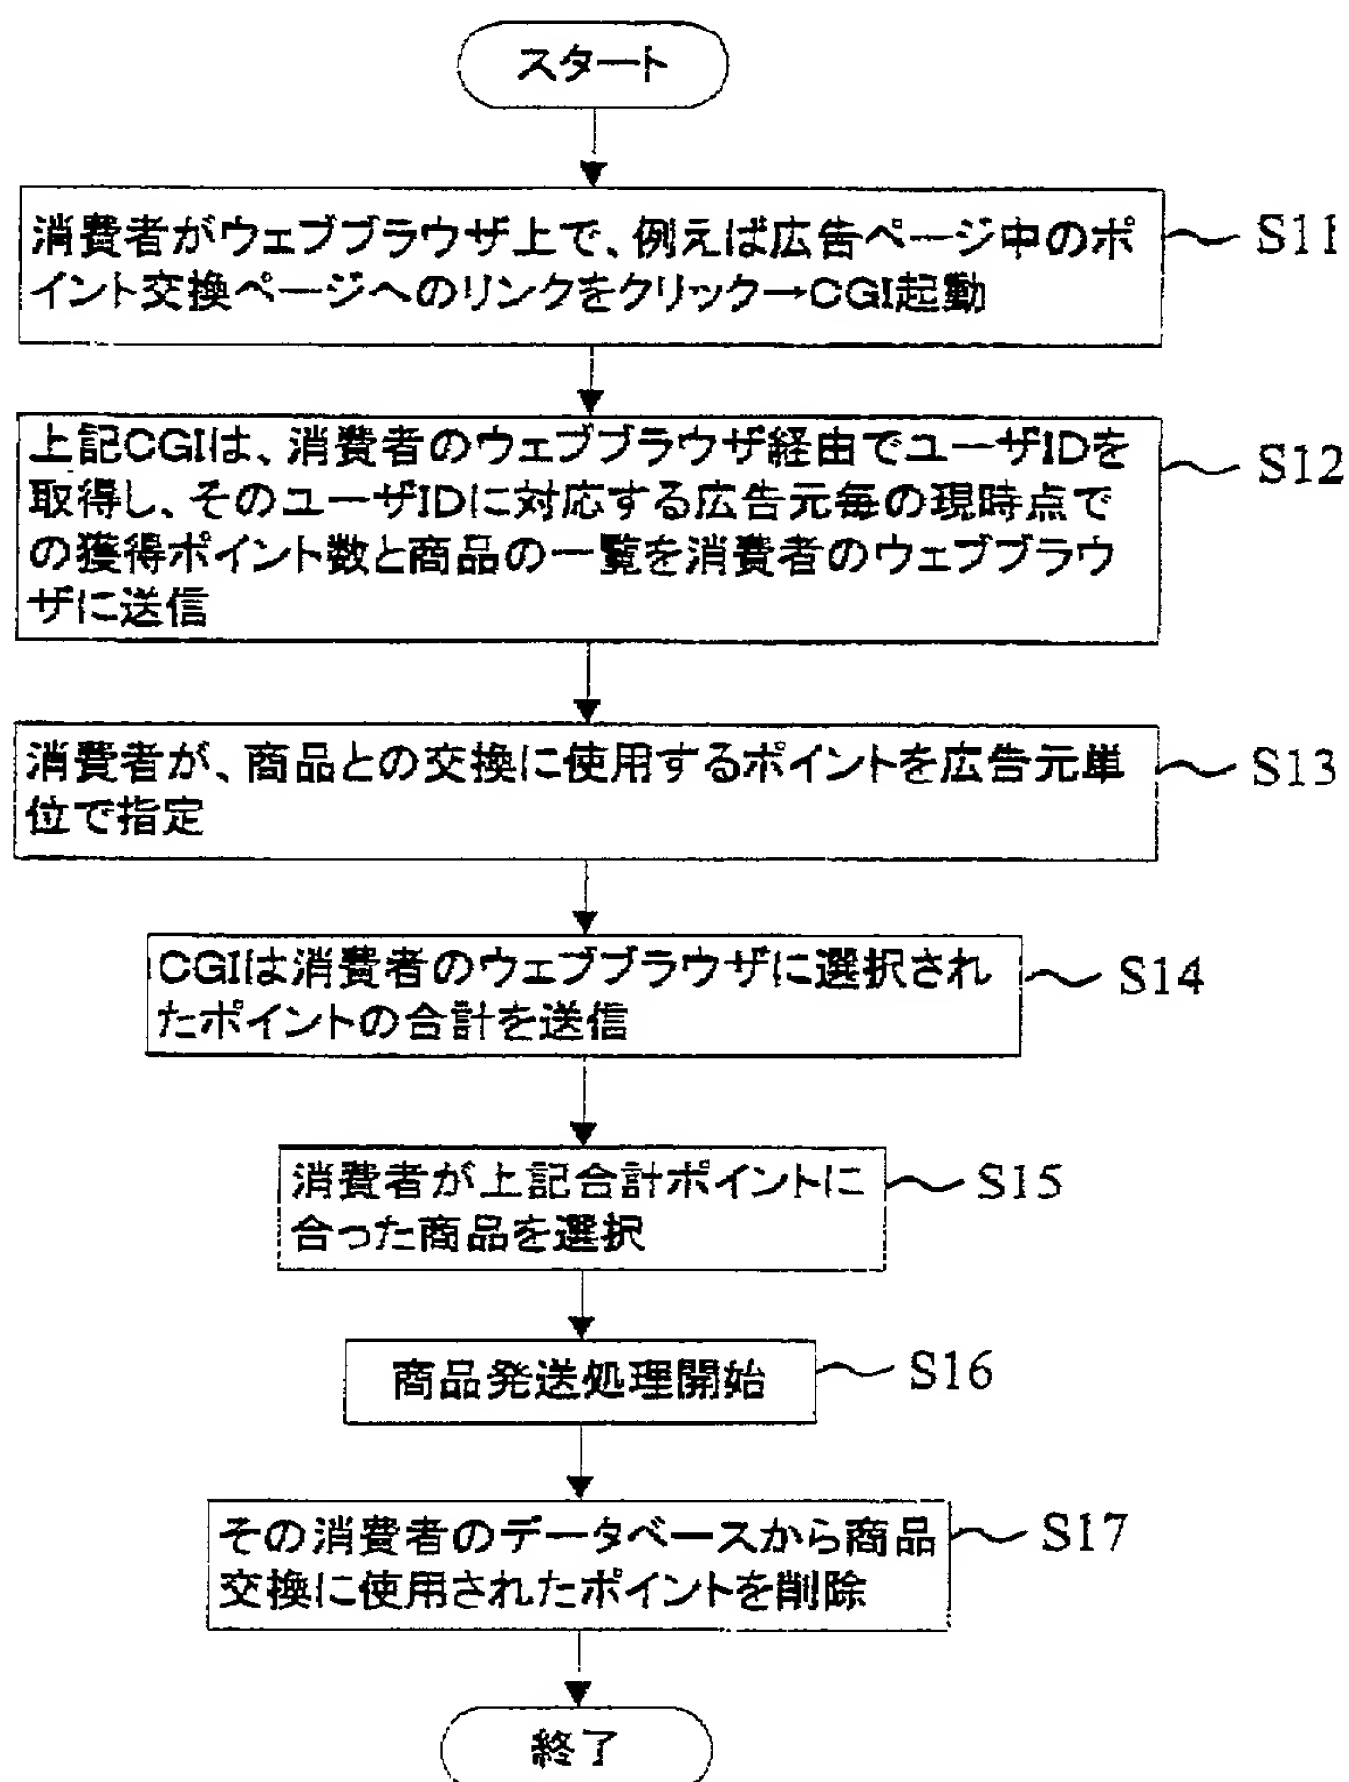 スタート
消費者がウェブブラウザ上で、例えば広告ページ中のポ
イント交換ページへのリンクをクリック→CGI起動
S11
上記CGIは、消費者のウェブブラウザ経由でユーザIDを
取得し、そのユーザIDに対応する広告元毎の現時点で
の獲得ポイント数と商品の一覧を消費者のウェブブラウ
ザに送信
S12
消費者が、商品との交換に使用するポイントを広告元単
位で指定
S13
CGIは消費者のウェブブラウザに選択され
たポイントの合計を送信
S14
消費者が上記合計ポイントに
合った商品を選択
S15
商品発送処理開始
S16
その消費者のデータベースから商品
交換に使用されたポイントを削除
S17
終了